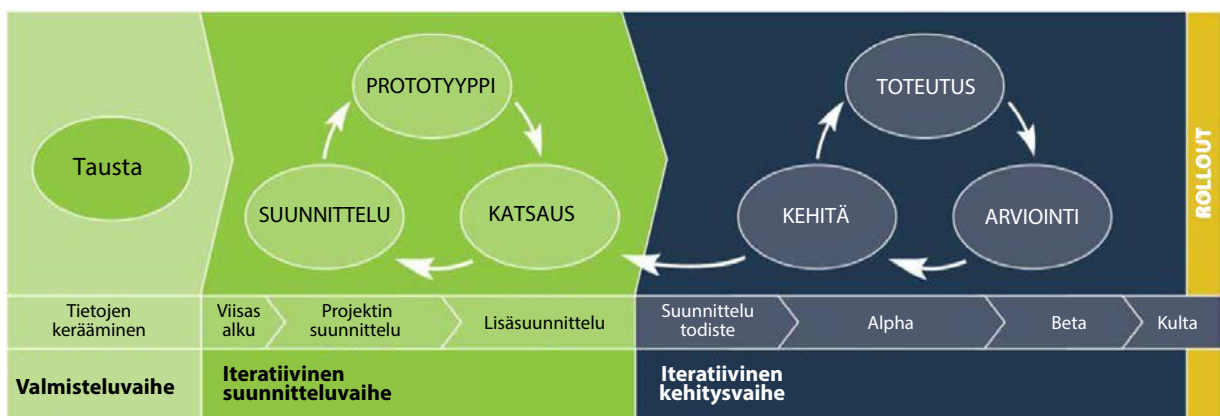 PROTOTYYPPI
TOTEUTUS
Tausta
SUUNNITTELU
KATSAUS
KEHITÄ
ARVIOINTI
ROLLOUT
Tietojen
kerääminen
Viisas
alku
Projektin
suunnittelu
Lisäsuunnittelu
Suunnittelu
todiste
Alpha
Beta
Kulta
Valmisteluvaihe
Iteratiivinen
suunnitteluvaihe
Iteratiivinen
kehitysvaihe